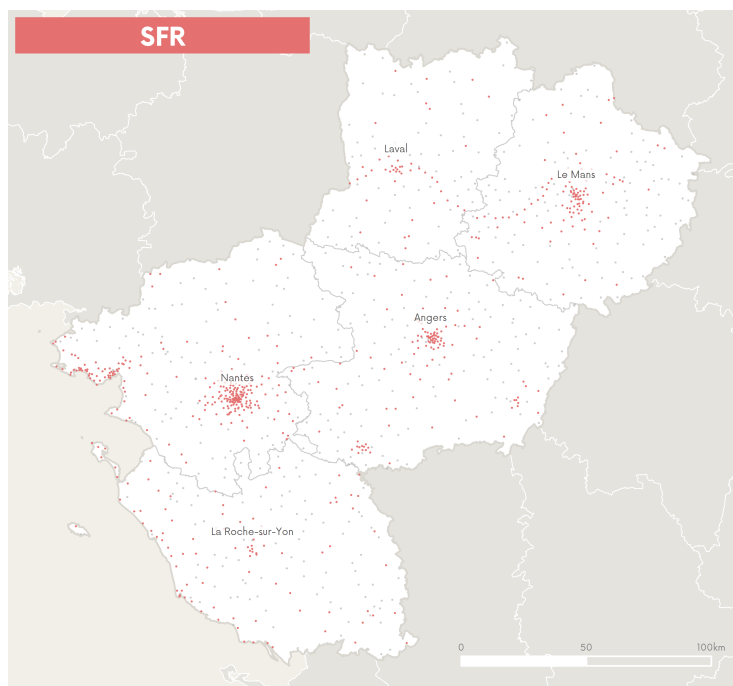 SFR
Laval
Le Mans
Angers
Nantes
La Roche-sur-Yon
0 50 100km